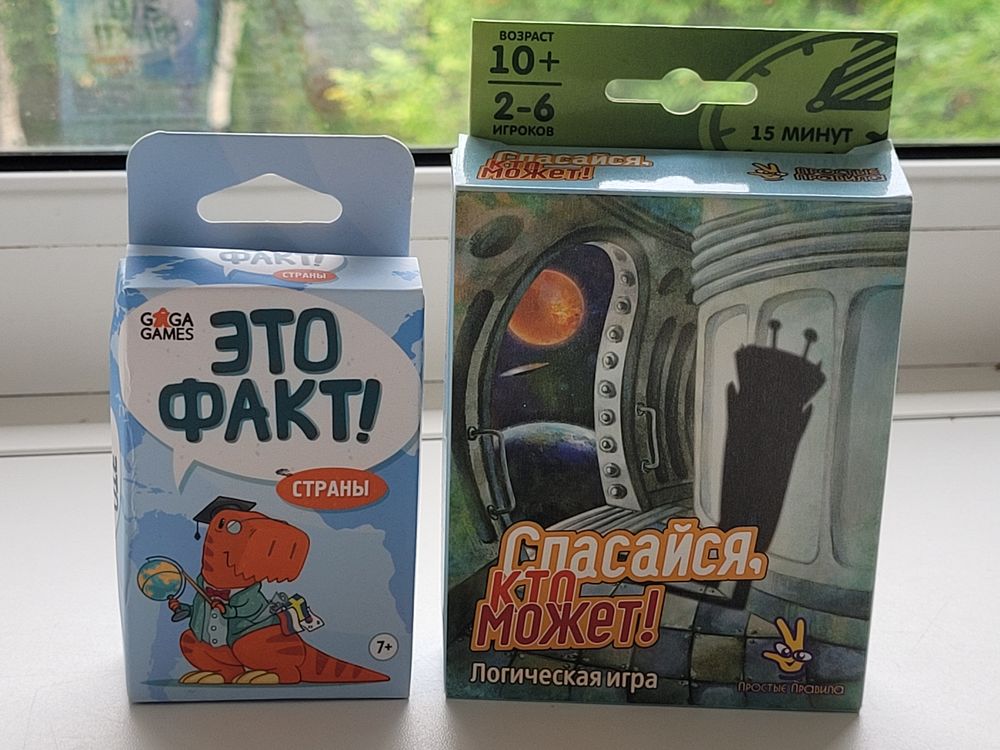 ФАКТ!
СТРАНЫ
GAGA
GAMES
ЭТО
ФАКТ!
СТРАНЫ
7+
ВОЗРАСТ
10+
2-6
ИГРОКОВ
15 МИНУТ
Спасайся,
кто
может!
ПРОСТЫЕ
ПРАВИЛА
Спасайся,
кто
может!
Логическая игра
Простые Правила